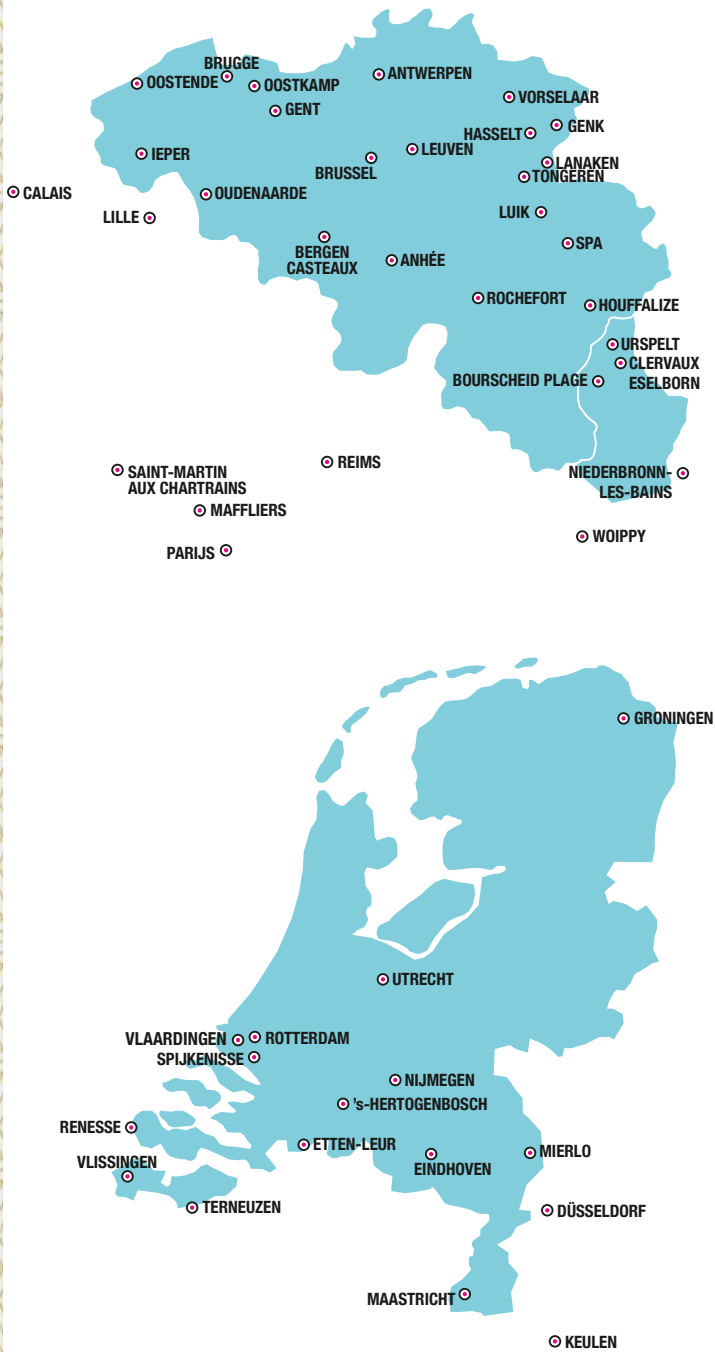 BRUGGE
OOSTENDE
OOSTKAMP
ANTWERPEN
VORSELAAR
GENT
GENK
HASSELT
IEPER
LEUVEN
BRUSSEL
LANAKEN
TONGEREN
CALAIS
OUDENAARDE
LILLE
LUIK
SPA
BERGEN
CASTEAUX
ANHÉE
ROCHEFORT
HOUFFALIZE
URSPELT
CLERVAUX
ESELBORN
BOURSCHEID PLAGE
REIMS
SAINT-MARTIN
AUX CHARTRAINS
NIEDERBRONN-
LES-BAINS
MAFFLIERS
WOIPPY
PARIJS
GRONINGEN
UTRECHT
VLAARDINGEN
ROTTERDAM
SPIJKENISSE
NIJMEGEN
's-HERTOGENBOSCH
RENESSE
ETTEN-LEUR
MIERLO
VLISSINGEN
EINDHOVEN
TERNEUZEN
DÜSSELDORF
MAASTRICHT
KEULEN